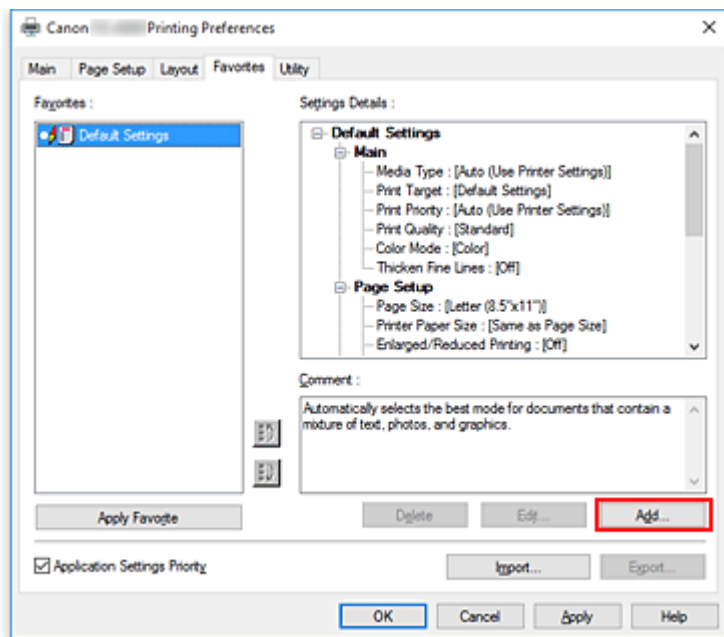 Canon Printing Preferences
Main Page Setup Layout Favorites Utility
Favorites :
Default Settings
Apply Favorite
Settings Details :
Default Settings
Main
Media Type : [Auto (Use Printer Settings)]
Print Target : [Default Settings]
Print Priority : [Auto (Use Printer Settings)]
Print Quality : [Standard]
Color Mode : [Color]
Thicken Fine Lines : [Off]
Page Setup
Page Size : [Letter (8.5"x11")]
Printer Paper Size : [Same as Page Size]
Enlarged/Reduced Printing : [Off]
Comment :
Automatically selects the best mode for documents that contain a
mixture of text, photos, and graphics.
Delete Edit... Add...
Application Settings Priority
Import... Export...
OK Cancel Apply Help